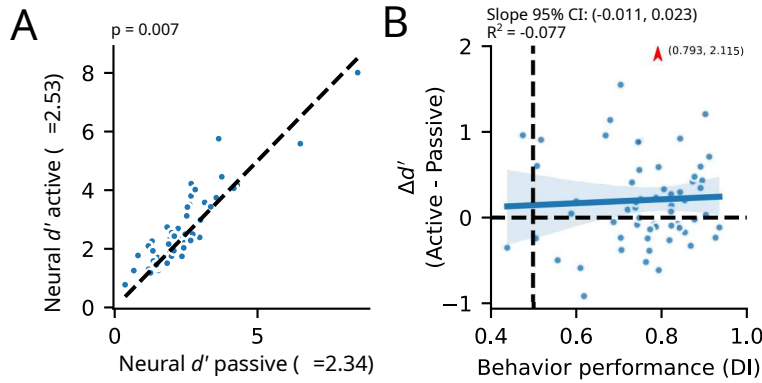 A
p = 0.007
Neural d′ active ( =2.53)
8
6
4
2
0
0
5
Neural d′ passive ( =2.34)
B
Slope 95% CI: (-0.011, 0.023)
R² = -0.077
(0.793, 2.115)
Δd′
(Active - Passive)
2
1
0
−1
0.4
0.6
0.8
1.0
Behavior performance (DI)